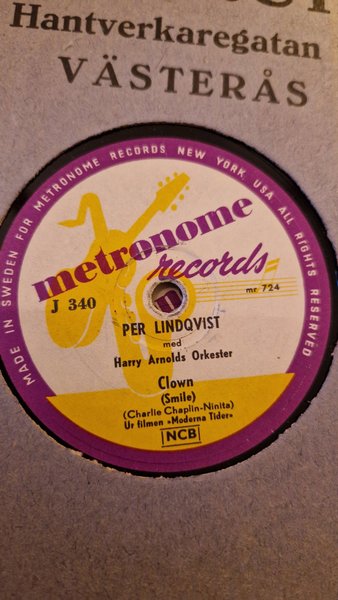 Hantverkaregatan
VÄSTERÅS
MADE IN SWEDEN FOR METRONOME RECORDS NEW YORK USA ALL RIGHTS RESERVED
metronome
records
J 340
mr 724
PER LINDQVIST
med
Harry Arnolds Orkester
Clown
(Smile)
(Charlie Chaplin-Ninita)
Ur filmen »Moderna Tider»
NCB